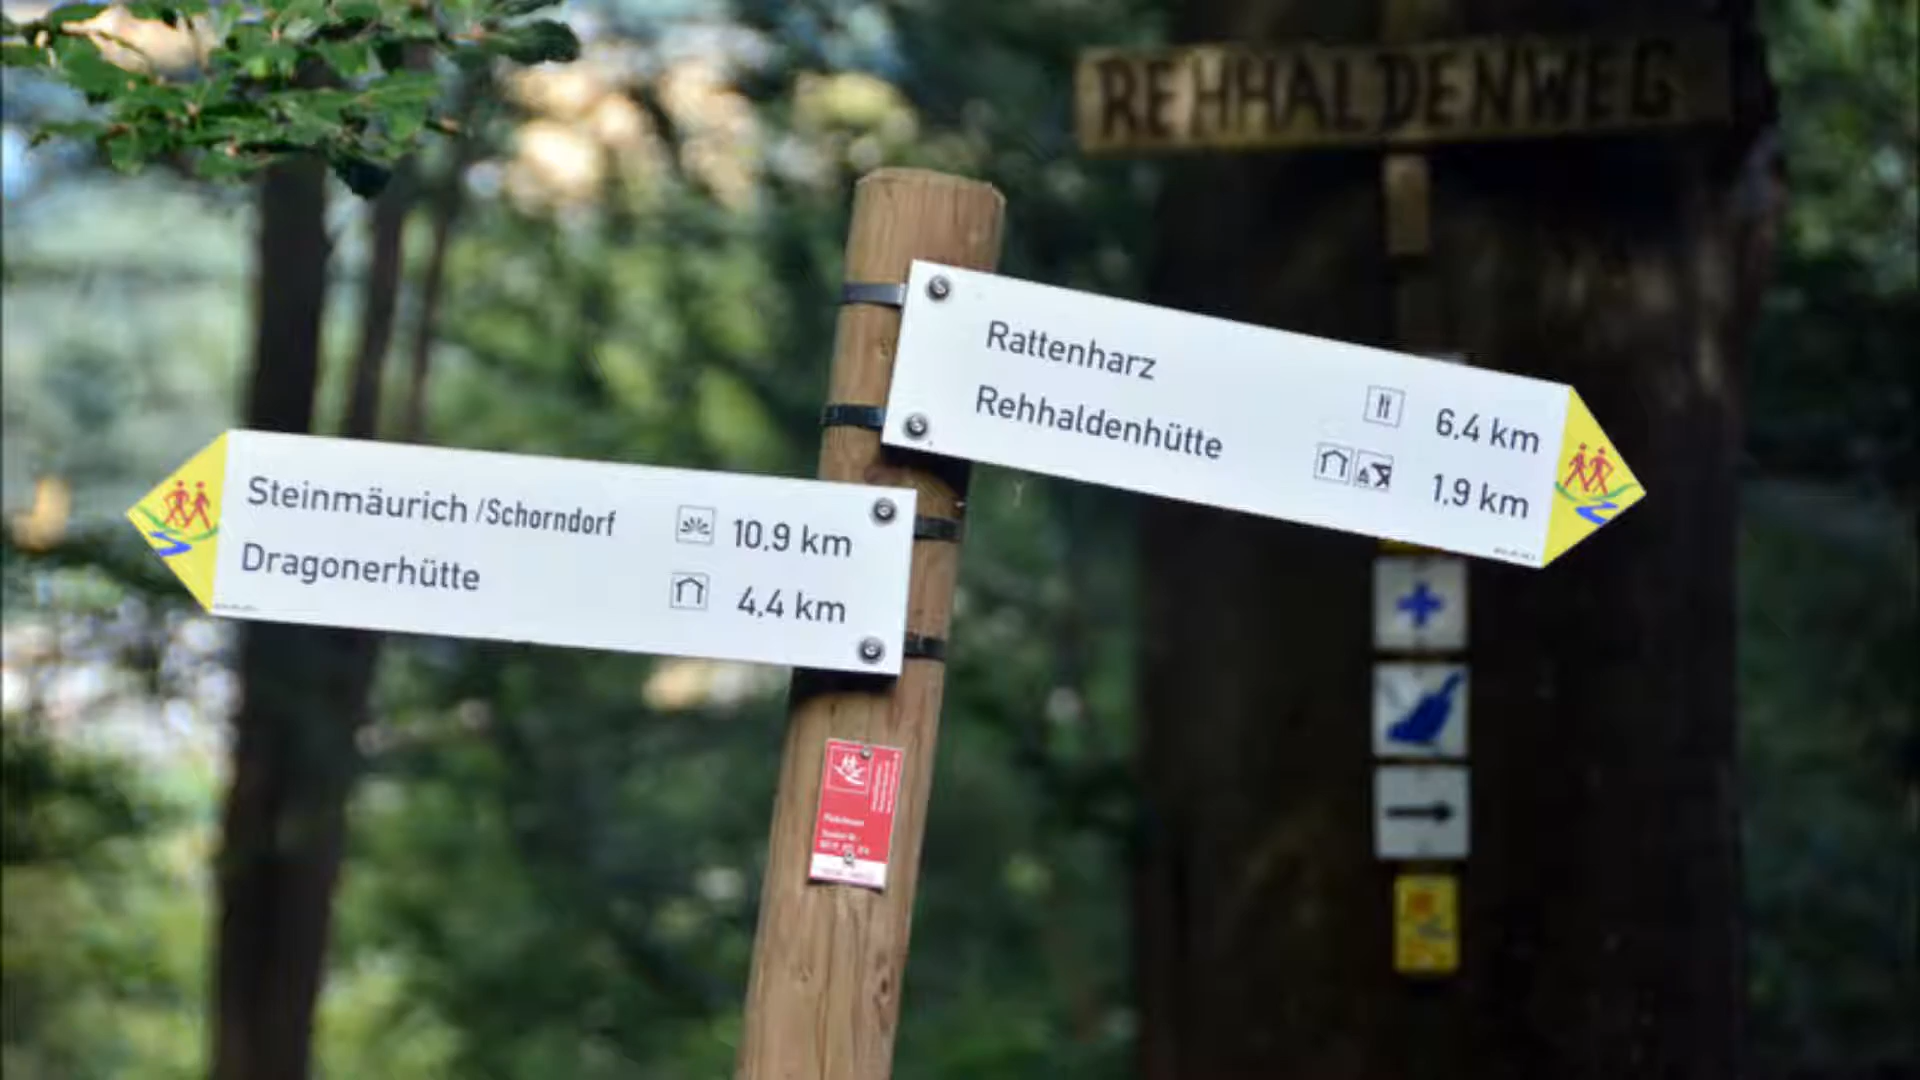 REHHALDENWEG
Rattenharz 6.4 km
Rehhaldenhütte 1.9 km
Steinmäurich /Schorndorf 10.9 km
Dragonerhütte 4.4 km